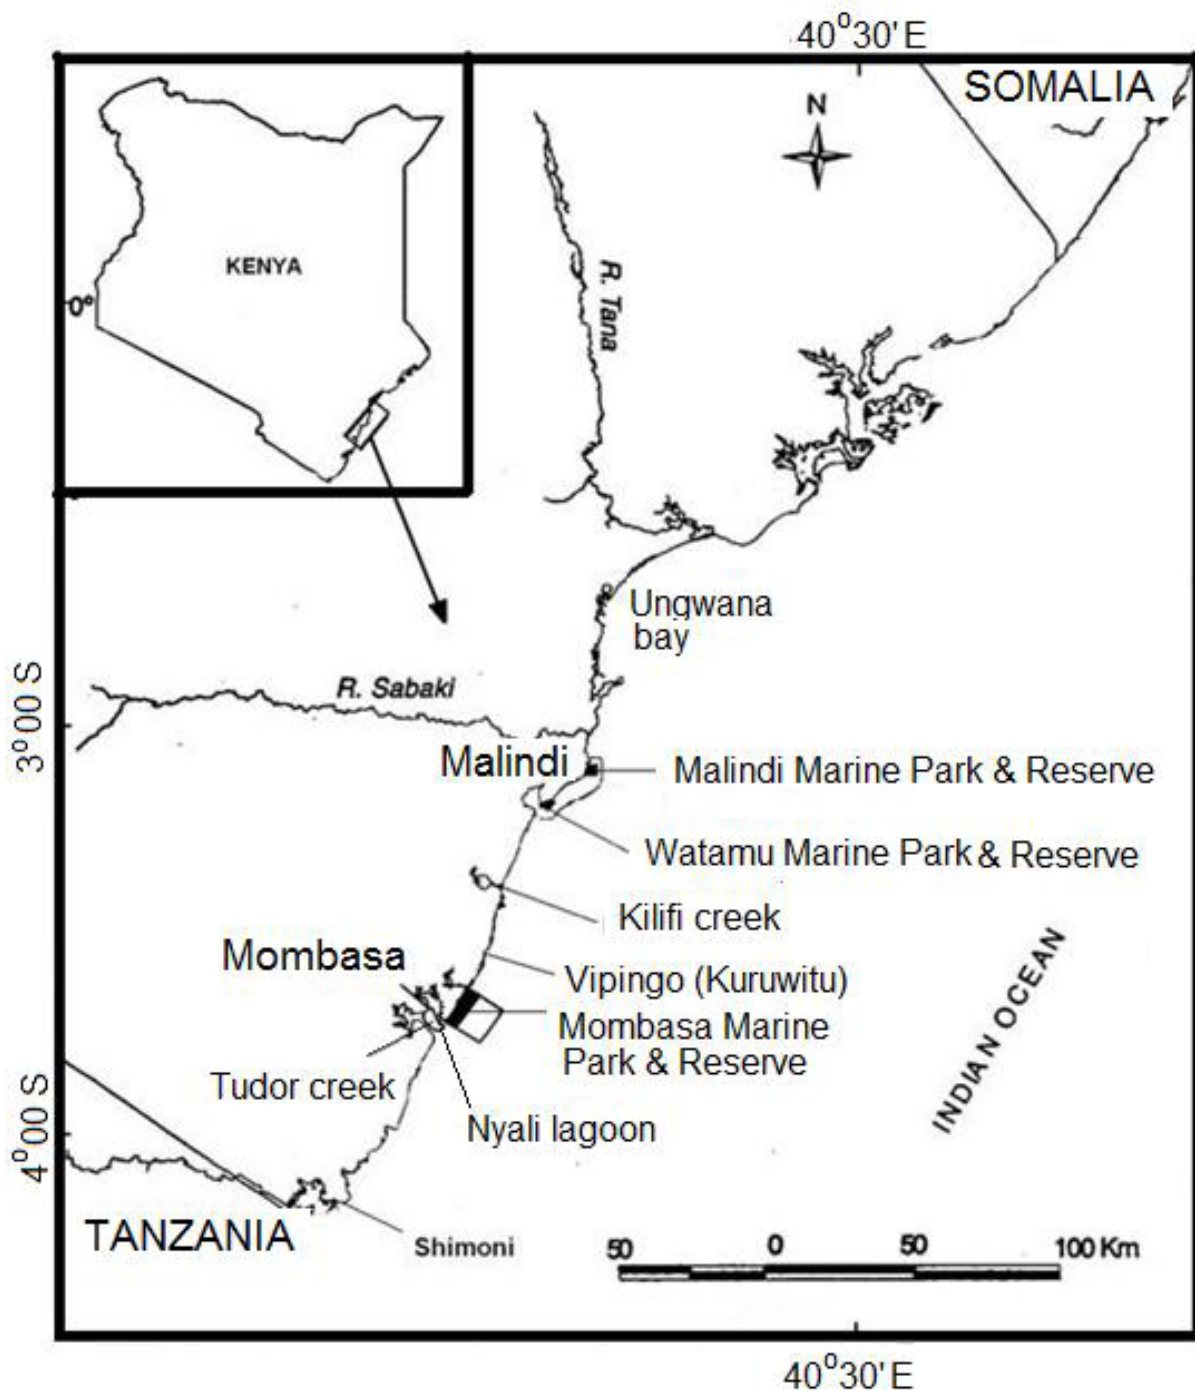 40°30' E
SOMALIA
N
KENYA
0°
R. Tana
Ungwana
bay
3°00 S
R. Sabaki
Malindi
Malindi Marine Park & Reserve
Watamu Marine Park & Reserve
Kilifi creek
Mombasa
Vipingo (Kuruwitu)
Mombasa Marine
Park & Reserve
INDIAN OCEAN
Tudor creek
Nyali lagoon
4°00 S
TANZANIA
Shimoni
50 0 50 100 Km
40°30' E